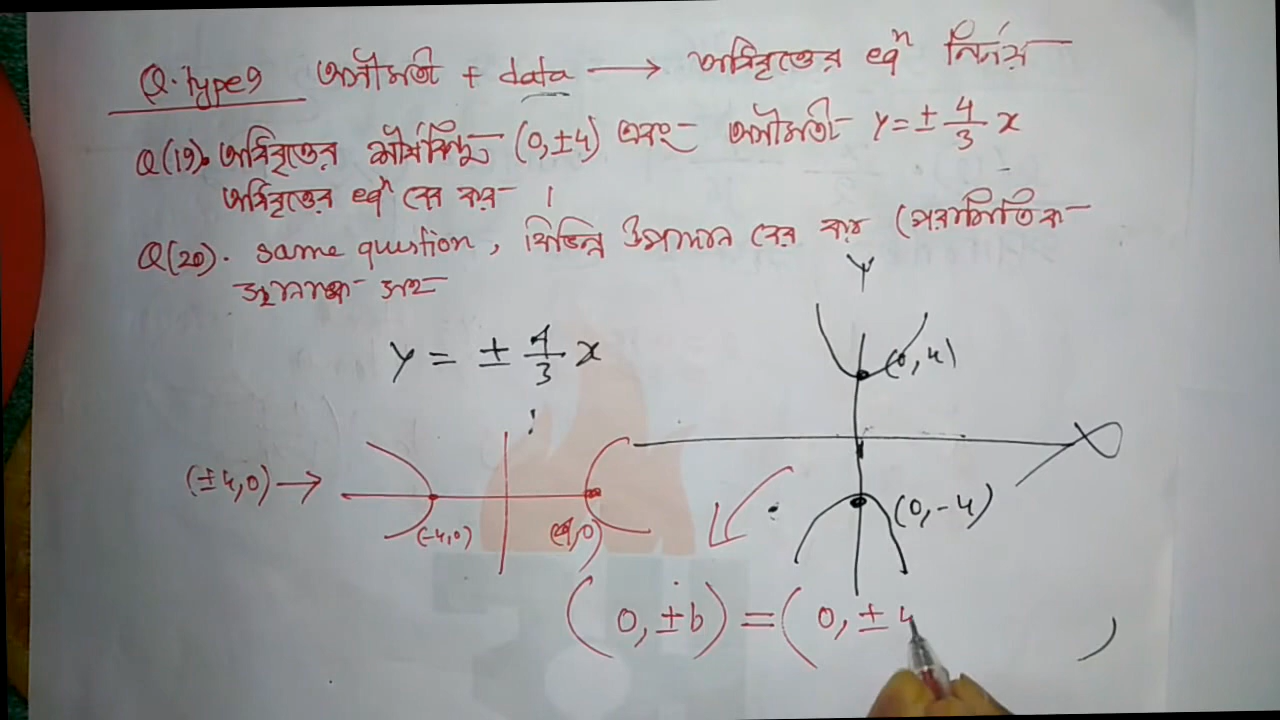 Q. type 9 অসীমতট + data → অধিবৃত্তের eqⁿ নির্ণয়
Q(19). অধিবৃত্তের শীর্ষবিন্দু (0,±4) এবং অসীমতট y = ± 4/3 x
অধিবৃত্তের eqⁿ বের কর ।
Q(20). same question, বিভিন্ন উপাদান বের কর (পরামিতিক
সহ
Y
y = ± 4/3 x
(0,4)
(±4,0) →
(-4,0)
(4,0)
(0,-4)
(0,±b) = (0,±4 )